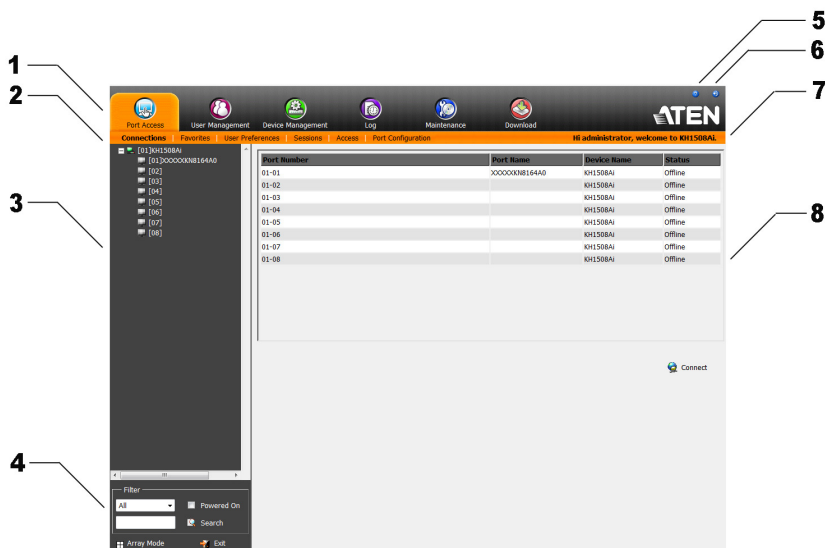 5
6
1
2
7
ATEN
Port Access User Management Device Management Log Maintenance Download
Connections Favorites User Preferences Sessions Access Port Configuration Hi administrator, welcome to KH1508Ai.
[01]KH1508Ai
[01]XXXXXKN8164A0
[02]
[03]
[04]
[05]
[06]
[07]
[08]
3
Port Number Port Name Device Name Status
01-01 XXXXXKN8164A0 KH1508Ai Offline
01-02 KH1508Ai Offline
01-03 KH1508Ai Offline
01-04 KH1508Ai Offline
01-05 KH1508Ai Offline
01-06 KH1508Ai Offline
01-07 KH1508Ai Offline
01-08 KH1508Ai Offline
8
Connect
4
Filter
All Powered On
Search
Array Mode Exit